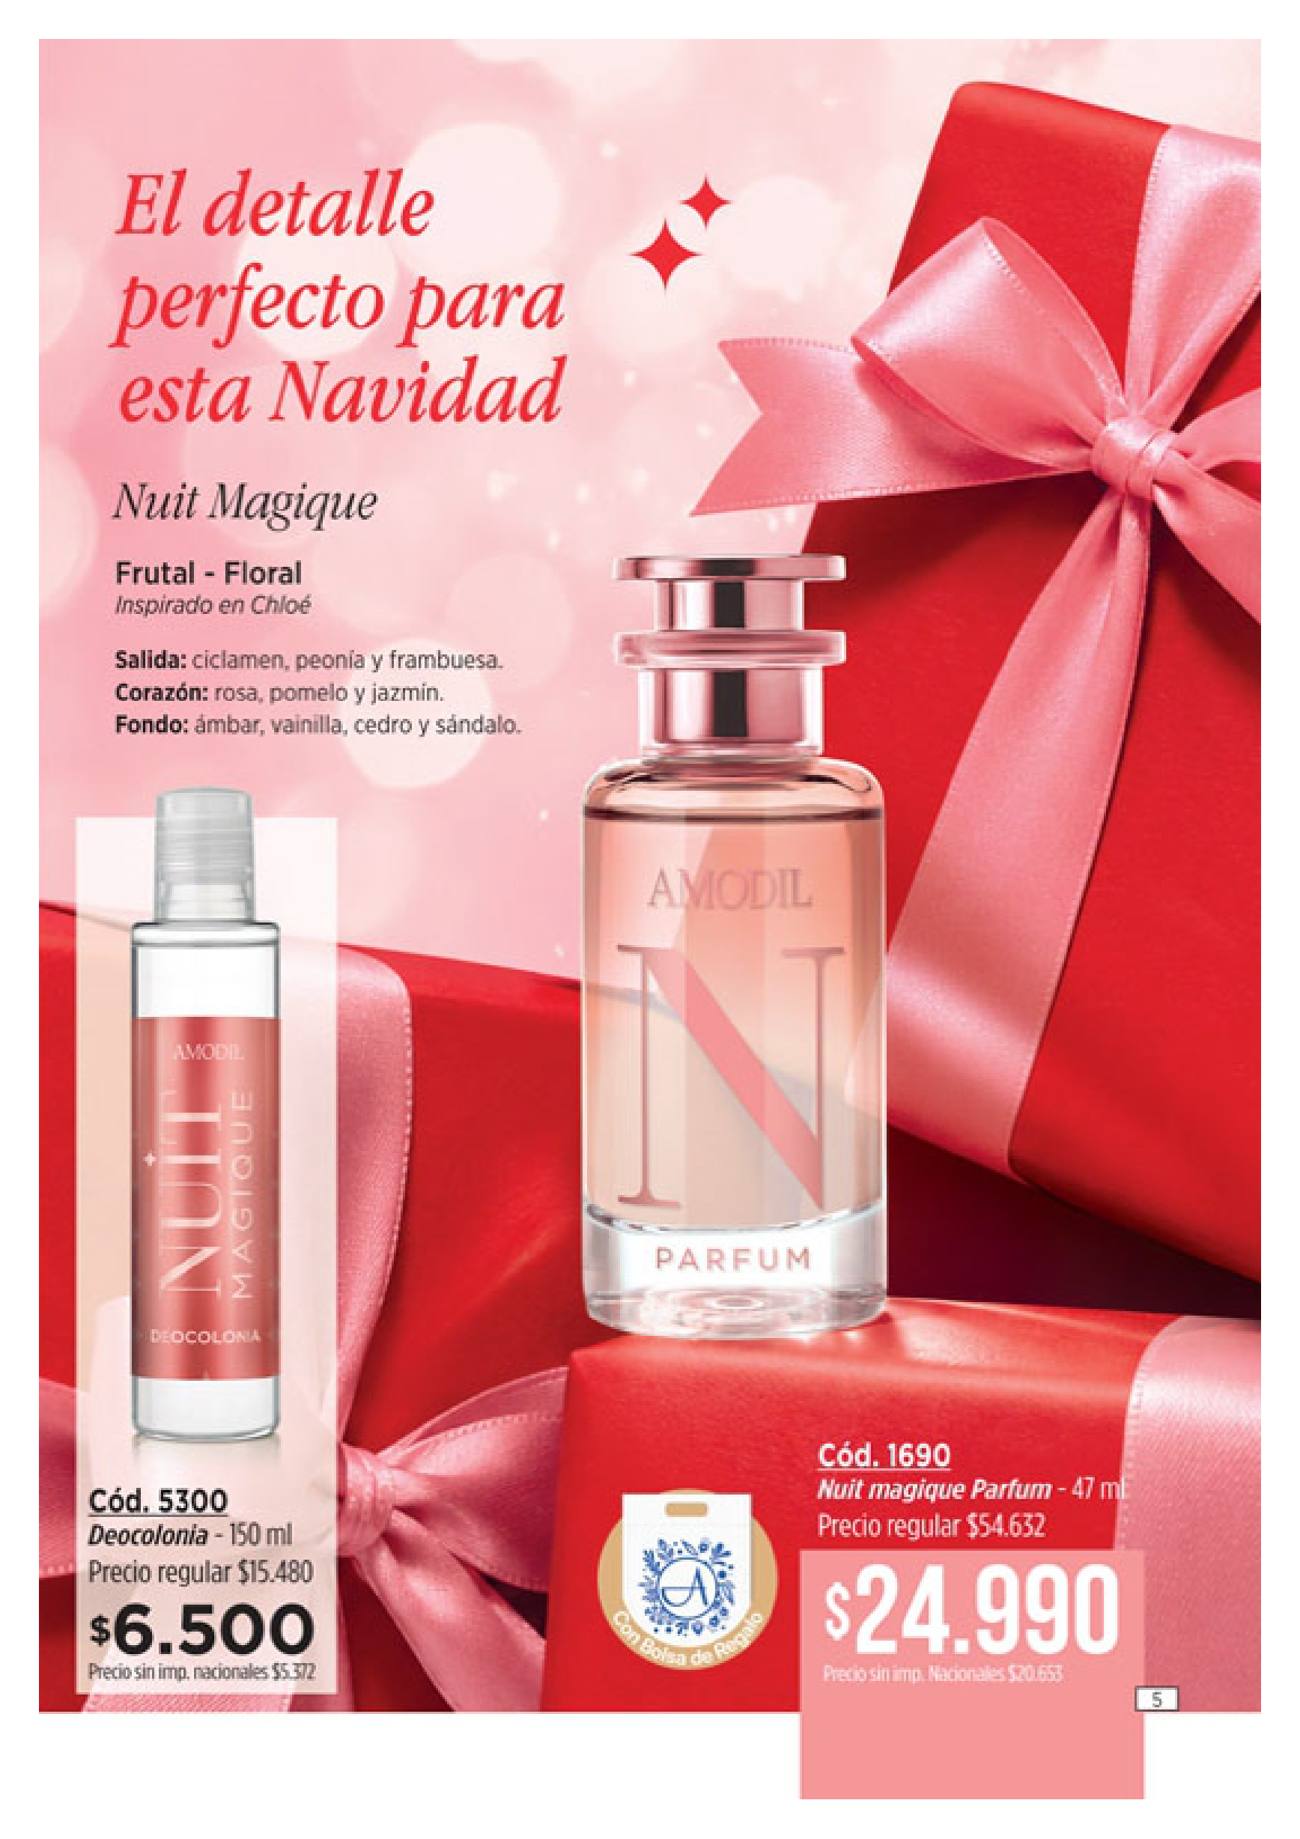 El detalle
perfecto para
esta Navidad
Nuit Magique
Frutal - Floral
Inspirado en Chloé
Salida: ciclamen, peonía y frambuesa.
Corazón: rosa, pomelo y jazmín.
Fondo: ámbar, vainilla, cedro y sándalo.
AMODIL
NUIT
MAGIQUE
DEOCOLONIA
AMODIL
N
PARFUM
Cód. 5300
Deocolonia - 150 ml
Precio regular $15.480
$6.500
Precio sin imp. nacionales $5.372
A
Con Bolsa de Regalo
Cód. 1690
Nuit magique Parfum - 47 ml
Precio regular $54.632
$24.990
Precio sin imp. Nacionales $20.653
5